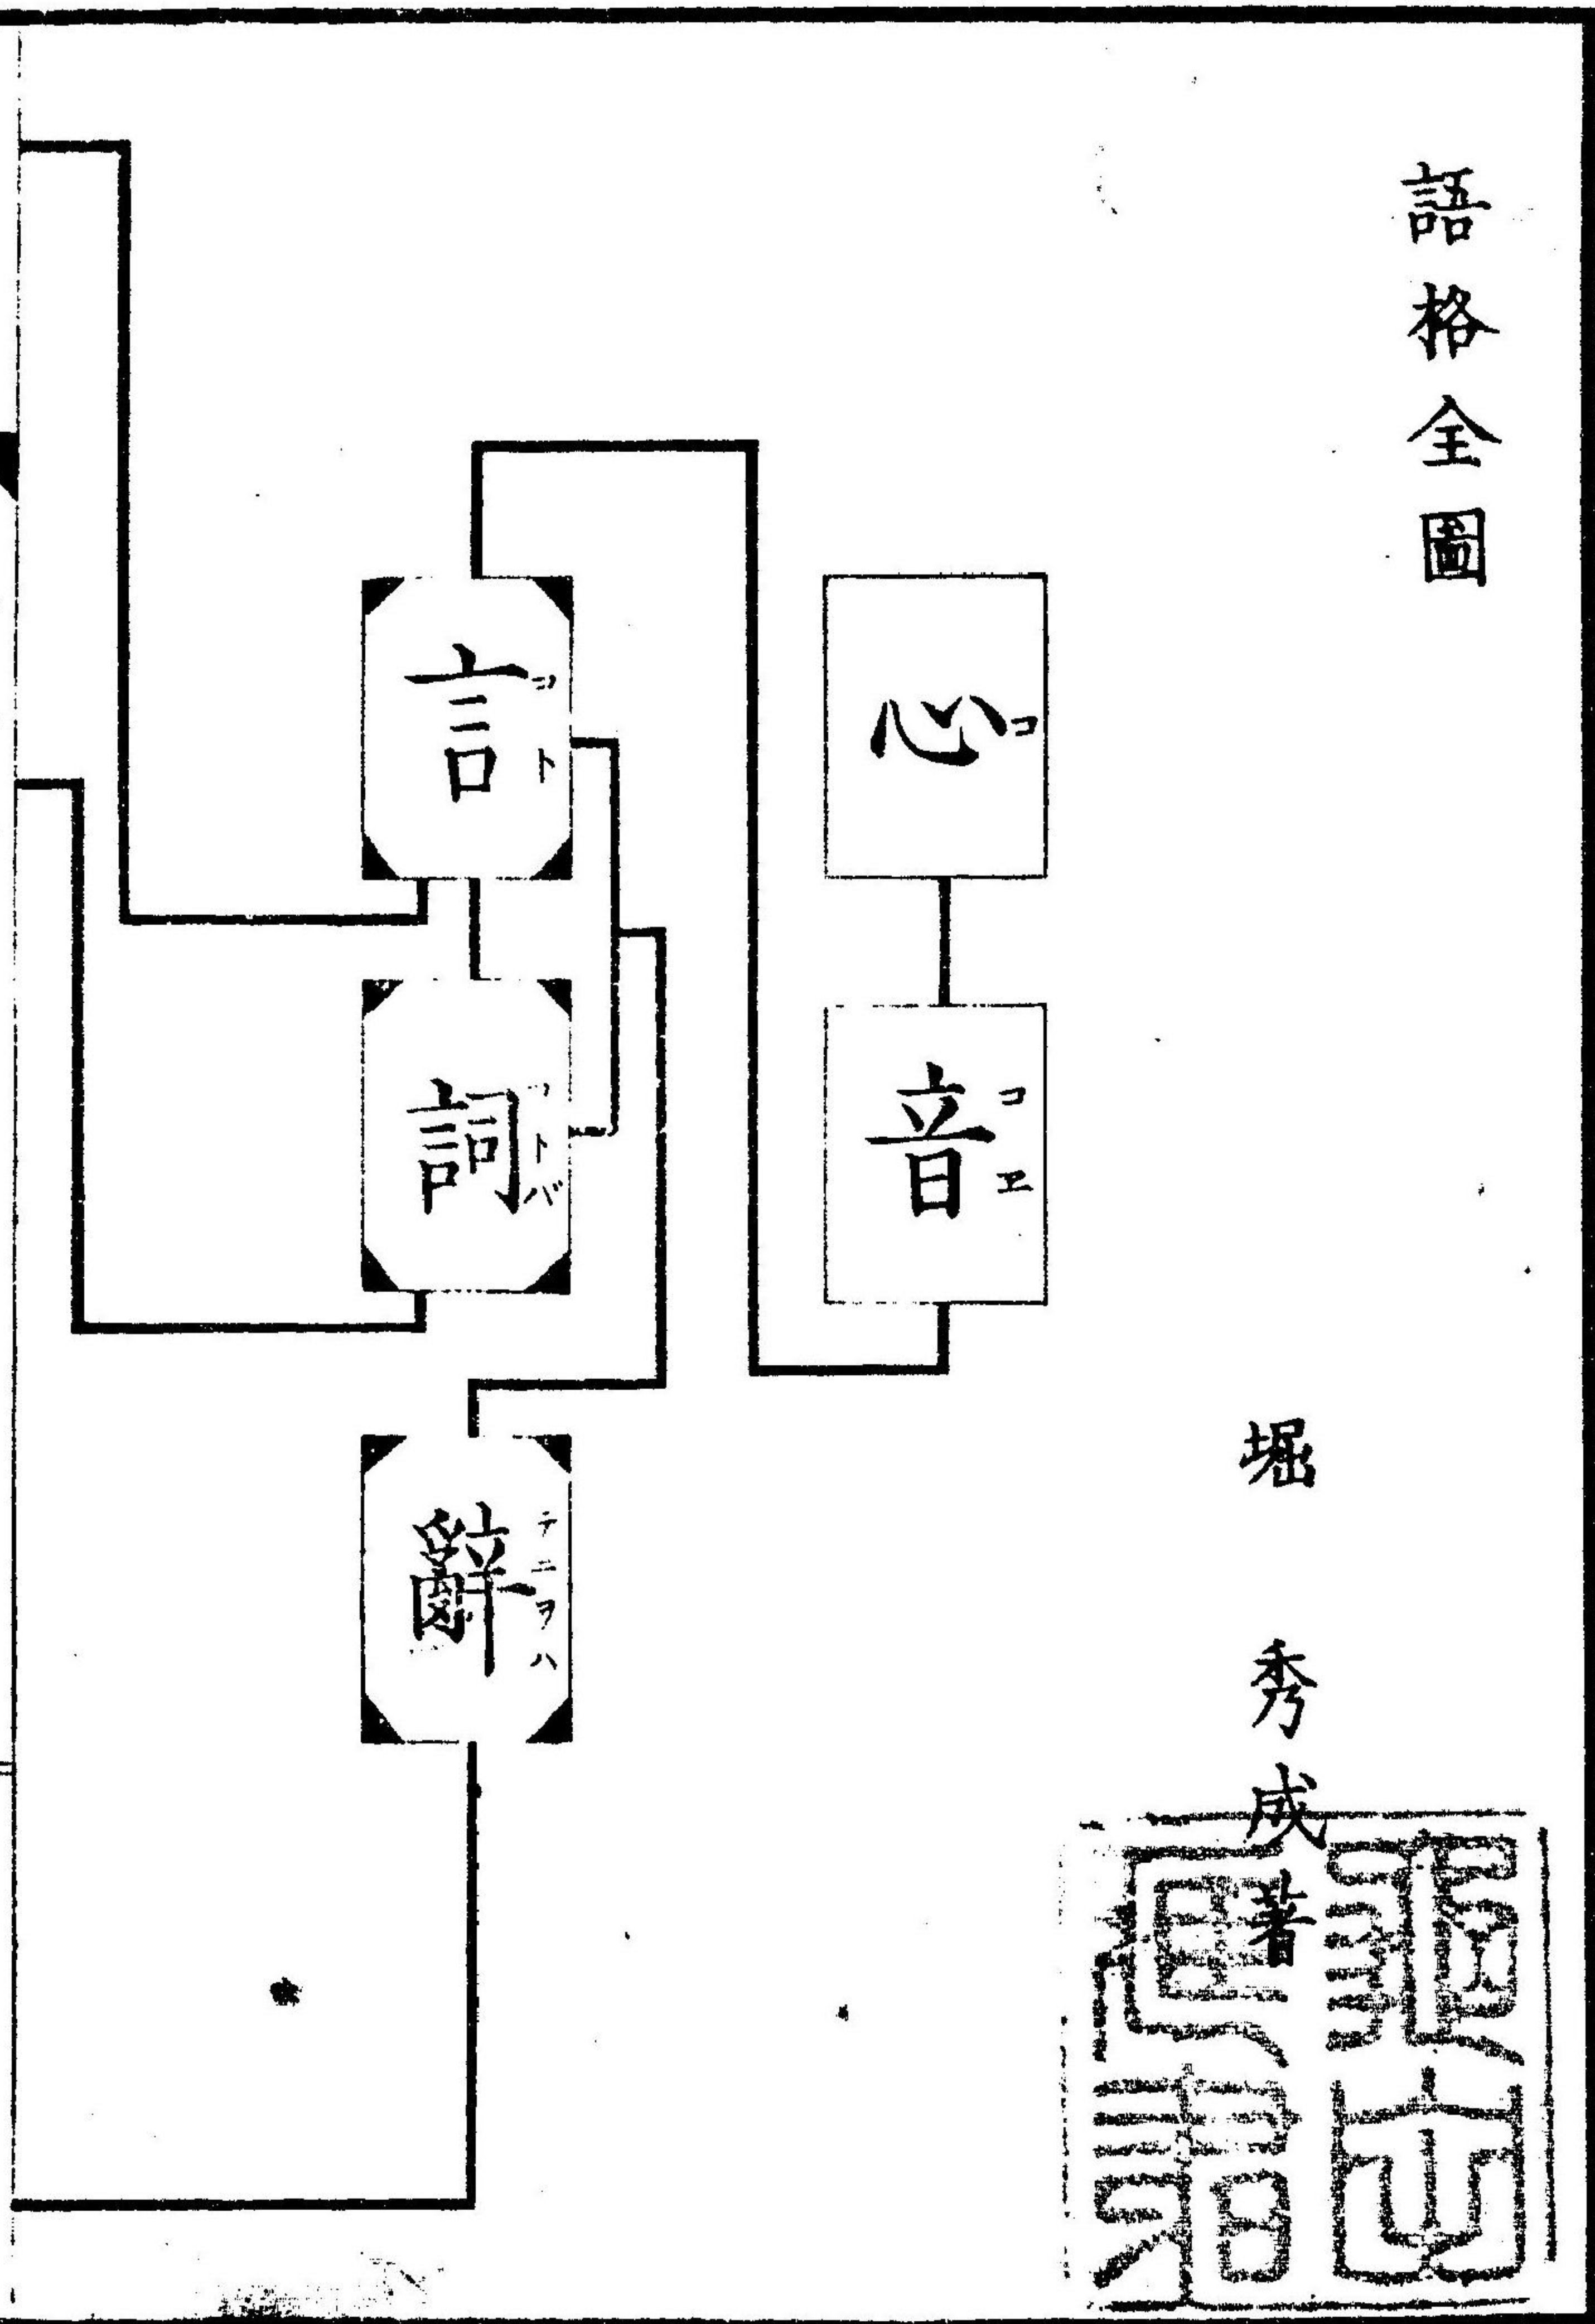 語格全圖
堀秀成著
心コ
音コヱ
言コト
詞コトバ
辭テニヲハ